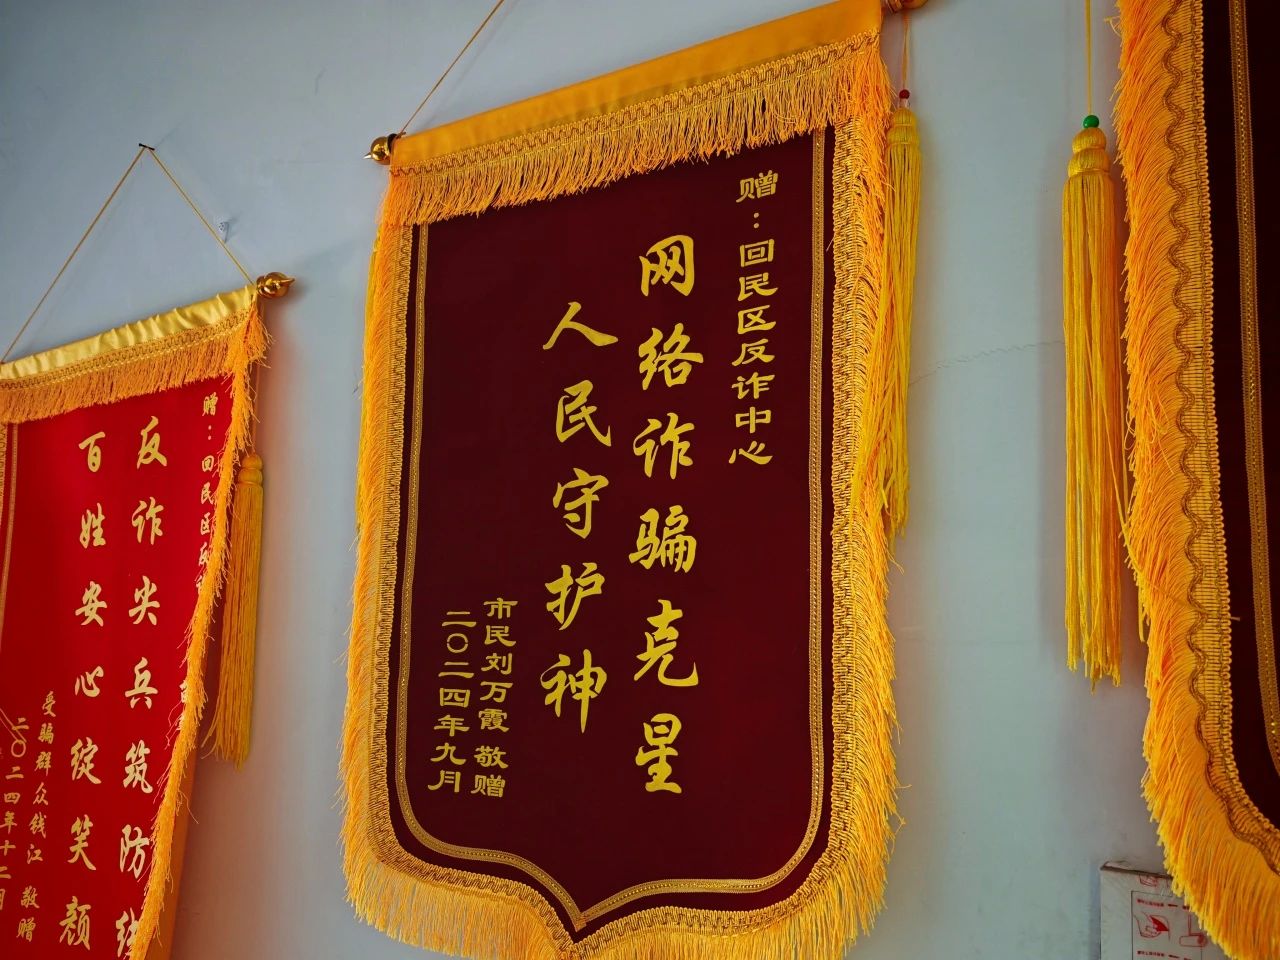 赠：回民区反诈中心
网络诈骗克星
人民守护神
市民刘万霞 敬赠
二〇二四年九月
赠：回民区反
反诈尖兵筑防线
百姓安心绽笑颜
受骗群众钱江 敬赠
二〇二四年十二月